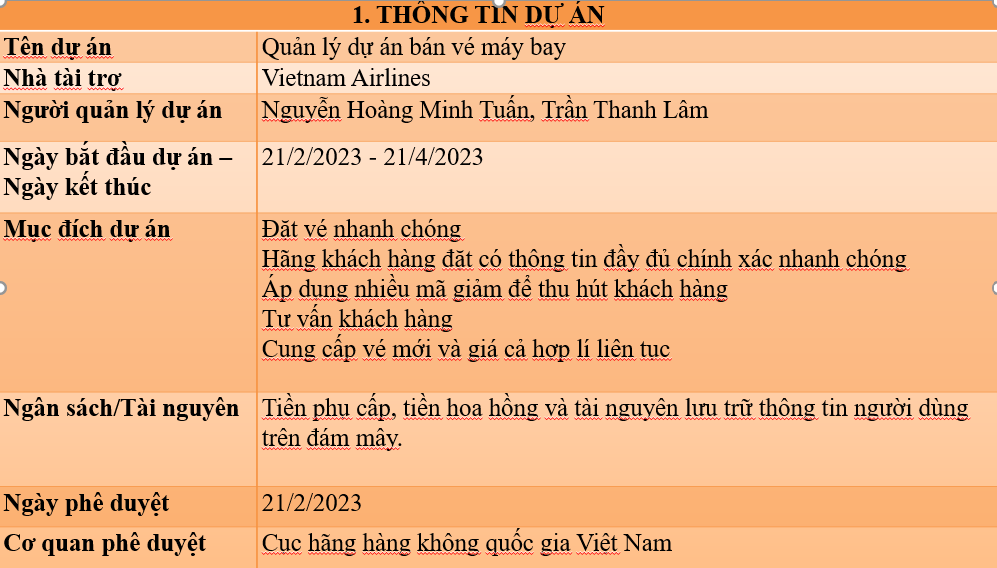 1. THÔNG TIN DỰ ÁN
Tên dự án
Quản lý dự án bán vé máy bay
Nhà tài trợ
Vietnam Airlines
Người quản lý dự án
Nguyễn Hoàng Minh Tuấn, Trần Thanh Lâm
Ngày bắt đầu dự án –
Ngày kết thúc
21/2/2023 - 21/4/2023
Mục đích dự án
Đặt vé nhanh chóng
Hãng khách hàng đặt có thông tin đầy đủ chính xác nhanh chóng
Áp dụng nhiều mã giảm để thu hút khách hàng
Tư vấn khách hàng
Cung cấp vé mới và giá cả hợp lí liên tục
Ngân sách/Tài nguyên
Tiền phụ cấp, tiền hoa hồng và tài nguyên lưu trữ thông tin người dùng
trên đám mây.
Ngày phê duyệt
21/2/2023
Cơ quan phê duyệt
Cục hãng hàng không quốc gia Việt Nam